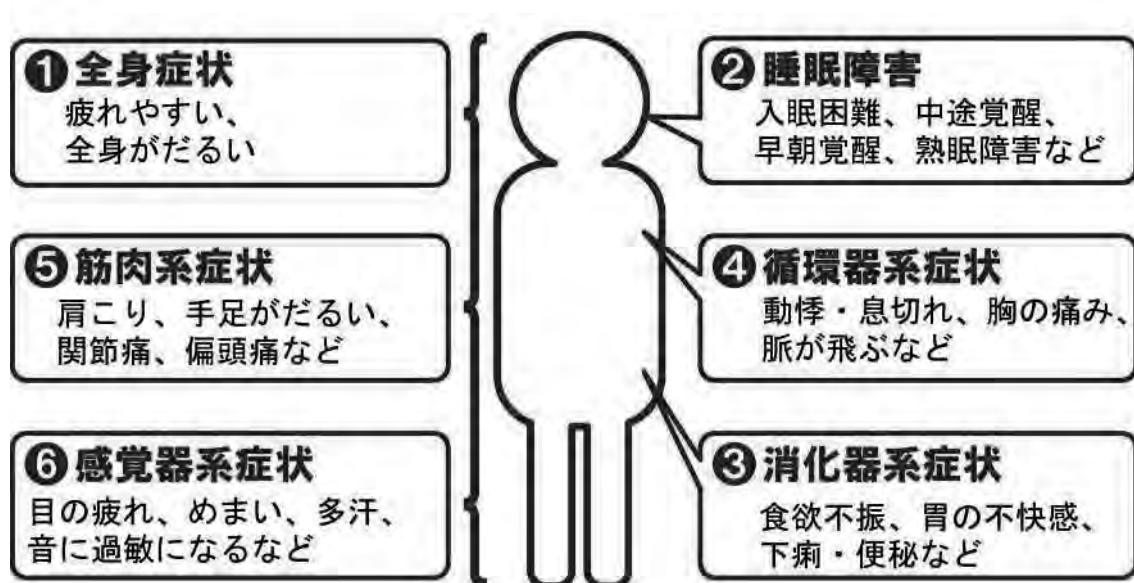 ❶全身症状
疲れやすい、
全身がだるい
❷睡眠障害
入眠困難、中途覚醒、
早朝覚醒、熟眠障害など
❺筋肉系症状
肩こり、手足がだるい、
関節痛、偏頭痛など
❹循環器系症状
動悸・息切れ、胸の痛み、
脈が飛ぶなど
❻感覚器系症状
目の疲れ、めまい、多汗、
音に過敏になるなど
❸消化器系症状
食欲不振、胃の不快感、
下痢・便秘など